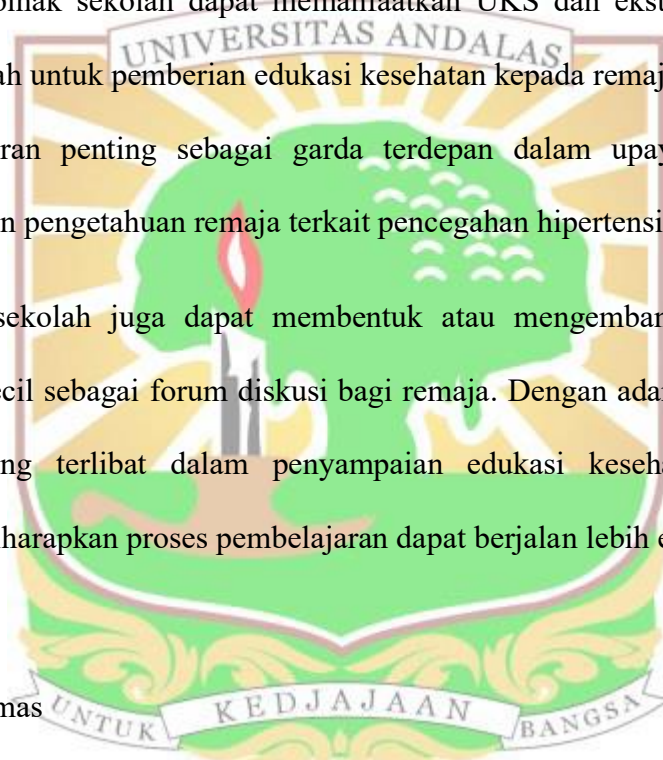 pihak sekolah dapat memanfaatkan UKS dan ekst
UNIVERSITAS ANDALAS
ah untuk pemberian edukasi kesehatan kepada remaj
ran penting sebagai garda terdepan dalam upay
n pengetahuan remaja terkait pencegahan hipertensi
sekolah juga dapat membentuk atau mengemban
ecil sebagai forum diskusi bagi remaja. Dengan adan
ng terlibat dalam penyampaian edukasi keseha
iharapkan proses pembelajaran dapat berjalan lebih e
mas
UNTUK KEDJAJAAN BANGSA